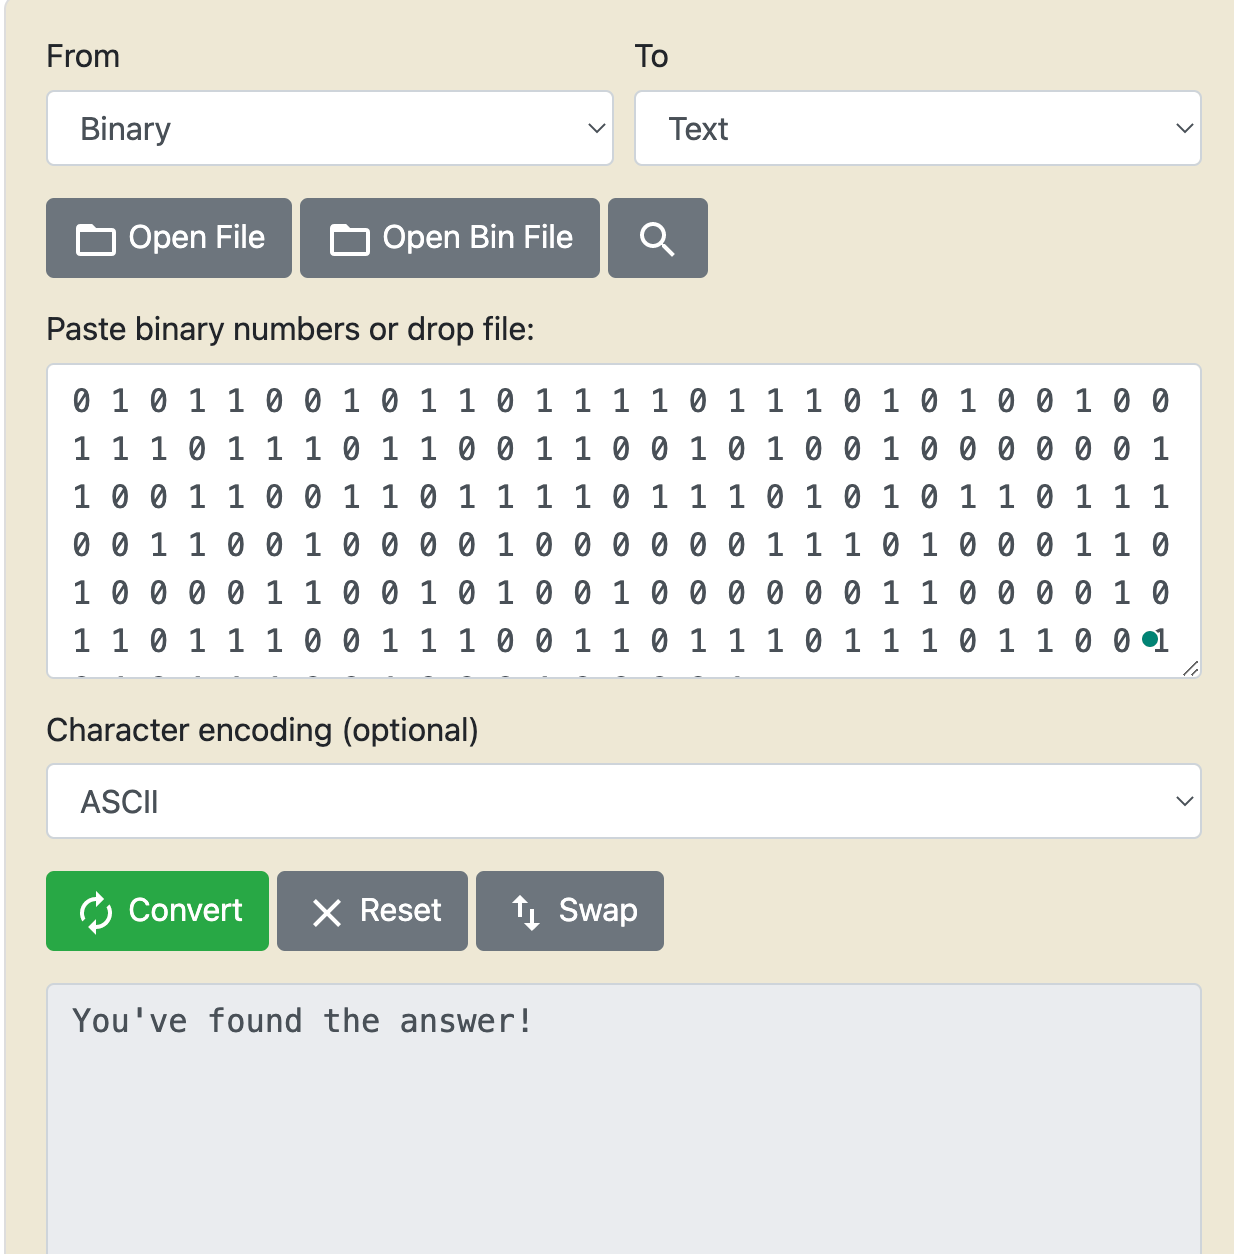 From
To
Binary
Text
Open File
Open Bin File
Paste binary numbers or drop file:
0 1 0 1 1 0 0 1 0 1 1 0 1 1 1 1 0 1 1 1 0 1 0 1 0 0 1 0 0
1 1 1 0 1 1 1 0 1 1 0 0 1 1 0 0 1 0 1 0 0 1 0 0 0 0 0 0 0 1
1 0 0 1 1 0 0 1 1 0 1 1 1 1 0 1 1 1 0 1 0 1 0 1 1 0 1 1 1
0 0 1 1 0 0 1 0 0 0 0 1 0 0 0 0 0 0 1 1 1 0 1 0 0 0 1 1 0
1 0 0 0 0 1 1 0 0 1 0 1 0 0 1 0 0 0 0 0 0 1 1 0 0 0 0 1 0
1 1 0 1 1 1 0 0 1 1 1 0 0 1 1 0 1 1 1 0 1 1 1 0 1 1 0 0 1
Character encoding (optional)
ASCII
Convert
Reset
Swap
You've found the answer!